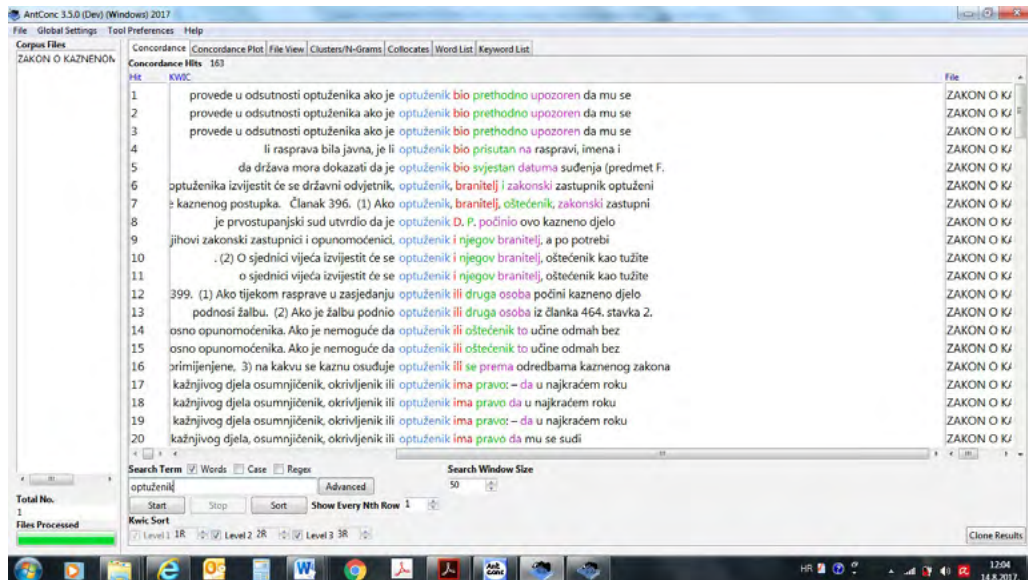 AntConc 3.5.0 (Dev) (Windows) 2017
File Global Settings Tool Preferences Help
Corpus Files
ZAKON O KAZNENON
Concordance Concordance Plot File View Clusters/N-Grams Collocates Word List Keyword List
Concordance Hits 163
Hit KWIC File
1 provede u odsutnosti optuženika ako je optuženik bio prethodno upozoren da mu se ZAKON O KA
2 provede u odsutnosti optuženika ako je optuženik bio prethodno upozoren da mu se ZAKON O KA
3 provede u odsutnosti optuženika ako je optuženik bio prethodno upozoren da mu se ZAKON O KA
4 li rasprava bila javna, je li optuženik bio prisutan na raspravi, imena i ZAKON O KA
5 da država mora dokazati da je optuženik bio svjestan datuma suđenja (predmet F. ZAKON O KA
6 optuženika izvijestit će se državni odvjetnik, optuženik, branitelj i zakonski zastupnik optuženi ZAKON O KA
7 e kaznenog postupka. Članak 396. (1) Ako optuženik, branitelj, oštećenik, zakonski zastupni ZAKON O KA
8 je prvostupanjski sud utvrdio da je optuženik D. P. počinio ovo kazneno djelo ZAKON O KA
9 jihovi zakonski zastupnici i opunomoćenici, optuženik i njegov branitelj, a po potrebi ZAKON O KA
10 . (2) O sjednici vijeća izvijestit će se optuženik i njegov branitelj, oštećenik kao tužite ZAKON O KA
11 o sjednici vijeća izvijestit će se optuženik i njegov branitelj, oštećenik kao tužite ZAKON O KA
12 399. (1) Ako tijekom rasprave u zasjedanju optuženik ili druga osoba počini kazneno djelo ZAKON O KA
13 podnosi žalbu. (2) Ako je žalbu podnio optuženik ili druga osoba iz članka 464. stavka 2. ZAKON O KA
14 osno opunomoćenika. Ako je nemoguće da optuženik ili oštećenik to učine odmah bez ZAKON O KA
15 osno opunomoćenika. Ako je nemoguće da optuženik ili oštećenik to učine odmah bez ZAKON O KA
16 primijenjene, 3) na kakvu se kaznu osuđuje optuženik ili se prema odredbama kaznenog zakona ZAKON O KA
17 kažnjivog djela osumnjičenik, okrivljenik ili optuženik ima pravo: – da u najkraćem roku ZAKON O KA
18 kažnjivog djela osumnjičenik, okrivljenik ili optuženik ima pravo da u najkraćem roku ZAKON O KA
19 kažnjivog djela osumnjičenik, okrivljenik ili optuženik ima pravo: – da u najkraćem roku ZAKON O KA
20 kažnjivog djela, osumnjičenik, okrivljenik ili optuženik ima pravo da mu se sudi ZAKON O KA
Search Term Words Case Regex Search Window Size
optuženik Advanced 50
Total No.
1
Start Stop Sort Show Every Nth Row 1
Files Processed
Kwic Sort
Level 1 1R Level 2 2R Level 3 3R Clone Results
HR 12:04
14.8.2017